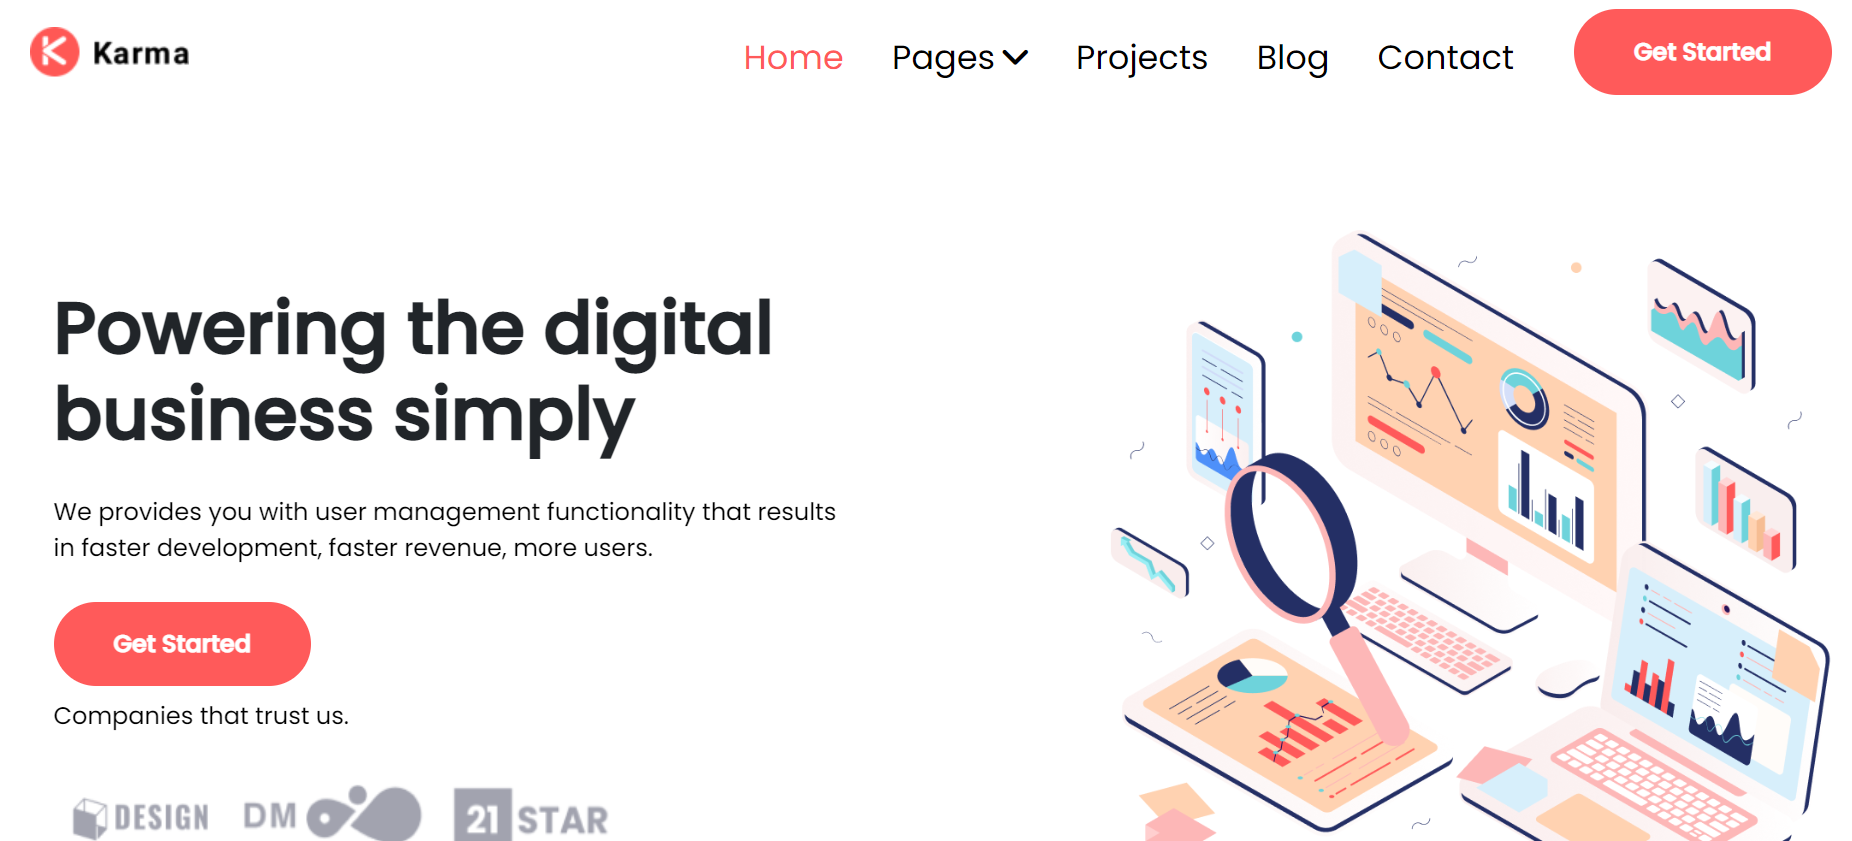 Karma
Home Pages Projects Blog Contact Get Started
Powering the digital
business simply
We provides you with user management functionality that results
in faster development, faster revenue, more users.
Get Started
Companies that trust us.
DESIGN DM 21 STAR